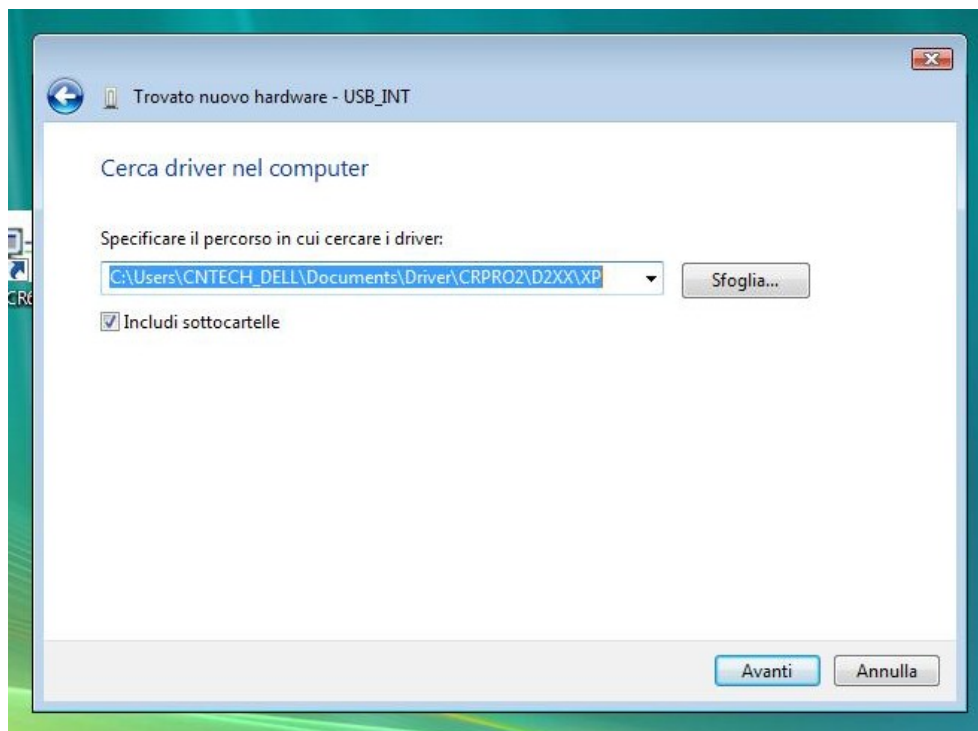 Trovato nuovo hardware - USB_INT
Cerca driver nel computer
Specificare il percorso in cui cercare i driver:
C:\Users\CNTECH_DELL\Documents\Driver\CRPRO2\D2XX\XP
Sfoglia...
Includi sottocartelle
Avanti
Annulla